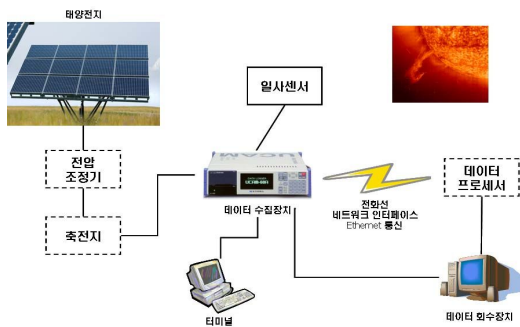 태양전지
일사센서
전압
조정기
축전지
UCAM
데이터 수집장치
전화선
네트워크 인터페이스
Ethernet 통신
데이터
프로세서
터미널
데이터 회수장치